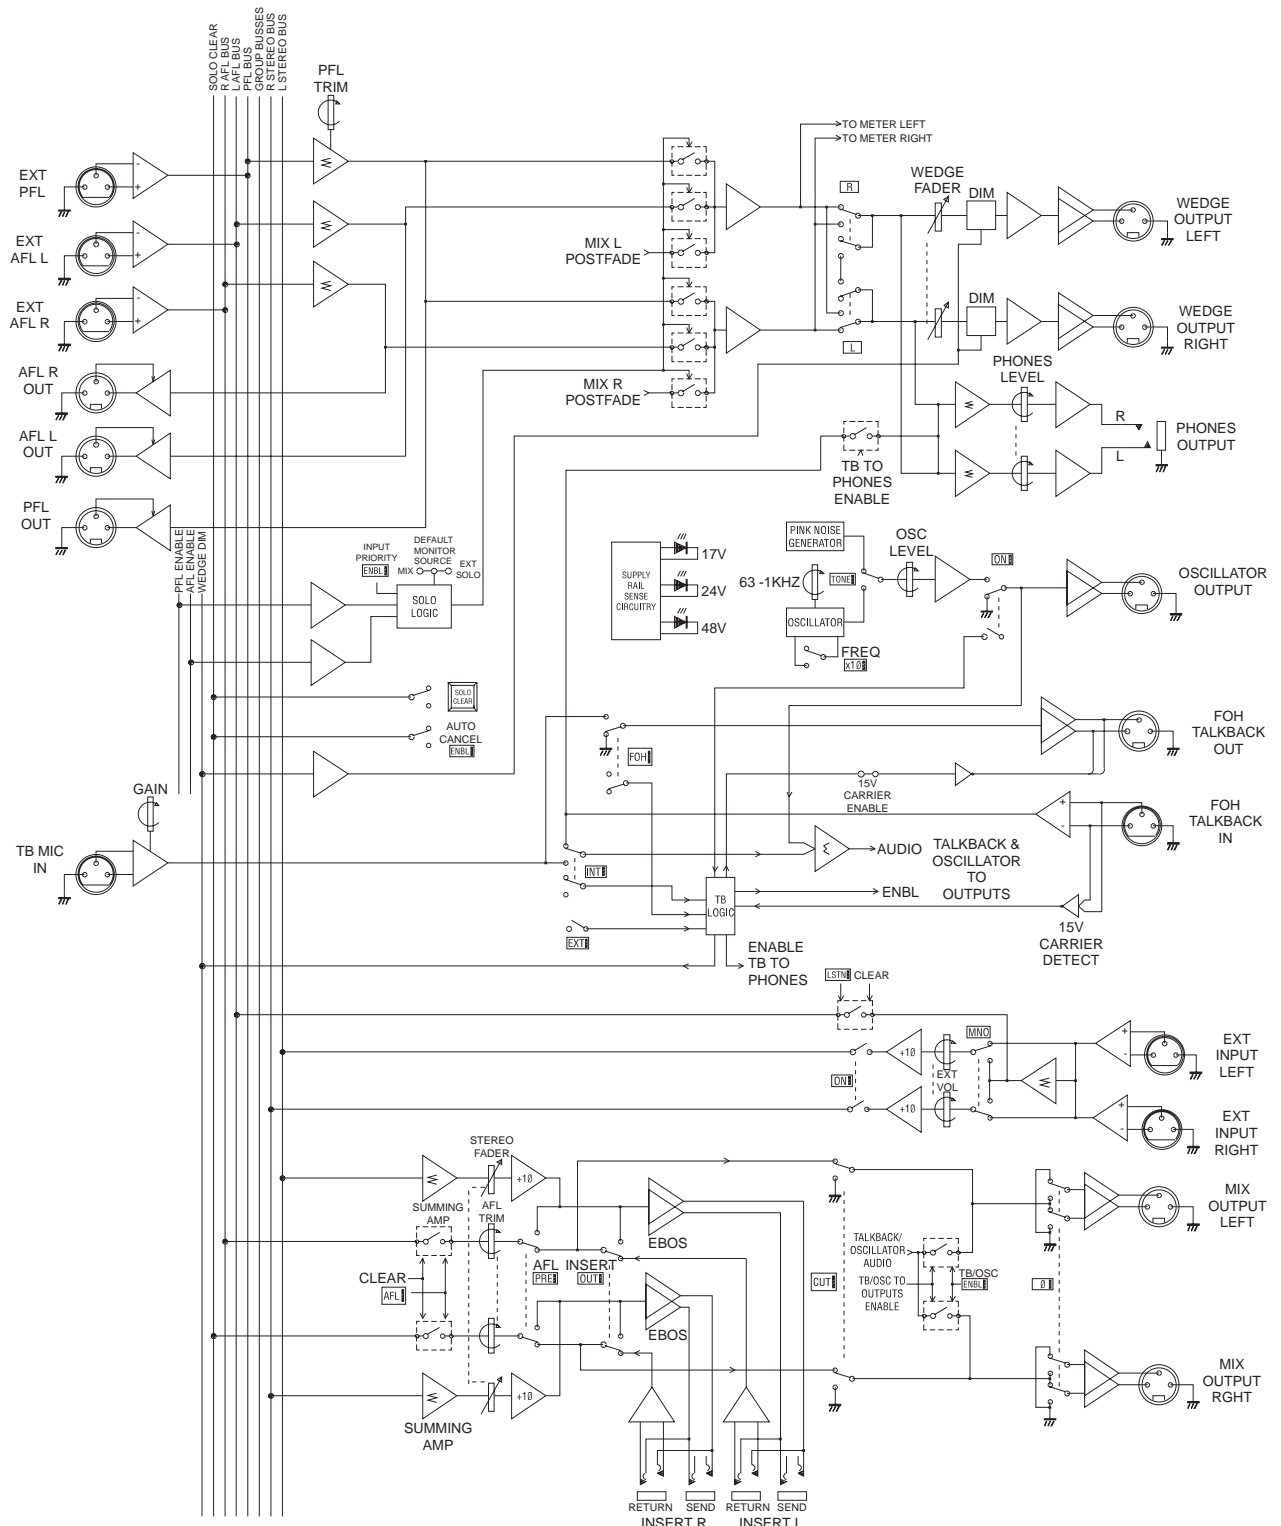 SOLO CLEAR
R AFL BUS
L AFL BUS
PFL BUS
GROUP BUSSES
R STEREO BUS
L STEREO BUS
PFL
TRIM
TO METER LEFT
TO METER RIGHT
EXT
PFL
R
WEDGE
FADER
DIM
WEDGE
OUTPUT
LEFT
EXT
AFL L
MIX L
POSTFADE
EXT
AFL R
DIM
WEDGE
OUTPUT
RIGHT
L
AFL R
OUT
MIX R
POSTFADE
PHONES
LEVEL
R
L
PHONES
OUTPUT
AFL L
OUT
TB TO
PHONES
ENABLE
PFL
OUT
PFL ENABLE
AFL ENABLE
WEDGE DIM
INPUT
PRIORITY
ENBL
DEFAULT
MONITOR
SOURCE
MIX
EXT
SOLO
SOLO
LOGIC
SUPPLY
RAIL
SENSE
CIRCUITRY
17V
24V
48V
PINK NOISE
GENERATOR
OSC
LEVEL
63 -1KHZ
TONE
OSCILLATOR
FREQ
x10
ON
OSCILLATOR
OUTPUT
SOLO
CLEAR
AUTO
CANCEL
ENBL
FOH
FOH
TALKBACK
OUT
15V
CARRIER
ENABLE
GAIN
TB MIC
IN
FOH
TALKBACK
IN
+
-
AUDIO
TALKBACK &
OSCILLATOR
TO
OUTPUTS
INT
ENBL
TB
LOGIC
EXT
15V
CARRIER
DETECT
ENABLE
TB TO
PHONES
LSTN
CLEAR
MNO
+10
EXT
VOL
ON
+10
EXT
INPUT
LEFT
EXT
INPUT
RIGHT
STEREO
FADER
+10
SUMMING
AMP
AFL
TRIM
EBOS
CLEAR
AFL
AFL
PRE
INSERT
OUT
EBOS
+10
SUMMING
AMP
CUT
TALKBACK/
OSCILLATOR
AUDIO
TB/OSC TO
OUTPUTS
ENABLE
TB/OSC
ENBL
Ø
MIX
OUTPUT
LEFT
MIX
OUTPUT
RGHT
RETURN
SEND
INSERT R
RETURN
SEND
INSERT L